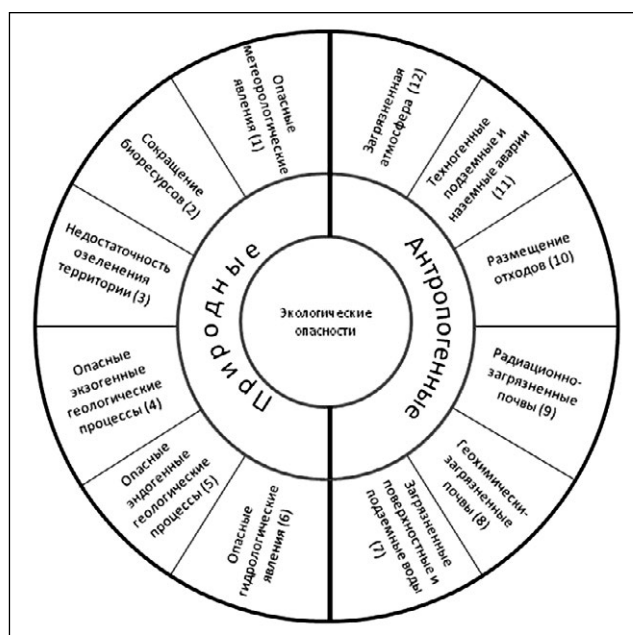 Экологические
опасности
Природные
Антропогенные
Опасные
метеорологические
явления (1)
Сокращение
биоресурсов (2)
Недостаточность
озеленения
территории (3)
Опасные
экзогенные
геологические
процессы (4)
Опасные
эндогенные
геологические
процессы (5)
Опасные
гидрологические
явления (6)
Загрязненные
поверхностные и
подземные воды
(7)
Геохимически-
загрязненные
почвы (8)
Радиационно-
загрязненные
почвы (9)
Размещение
отходов (10)
Техногенные
подземные и
наземные аварии
(11)
Загрязненная
атмосфера (12)